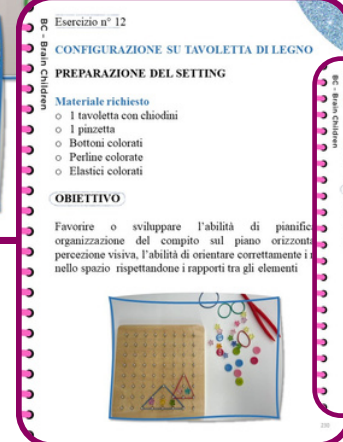 BC - Brain Children
Esercizio n° 12
CONFIGURAZIONE SU TAVOLETTA DI LEGNO
PREPARAZIONE DEL SETTING
Materiale richiesto
o 1 tavoletta con chiodini
o 1 pinzetta
o Bottoni colorati
o Perline colorate
o Elastici colorati
OBIETTIVO
Favorire o sviluppare l'abilità di
organizzazione del compito sul piano
percezione visiva, l'abilità di orientare correttamente i
nello spazio rispettandone i rapporti tra gli elementi
BC - Brain Children